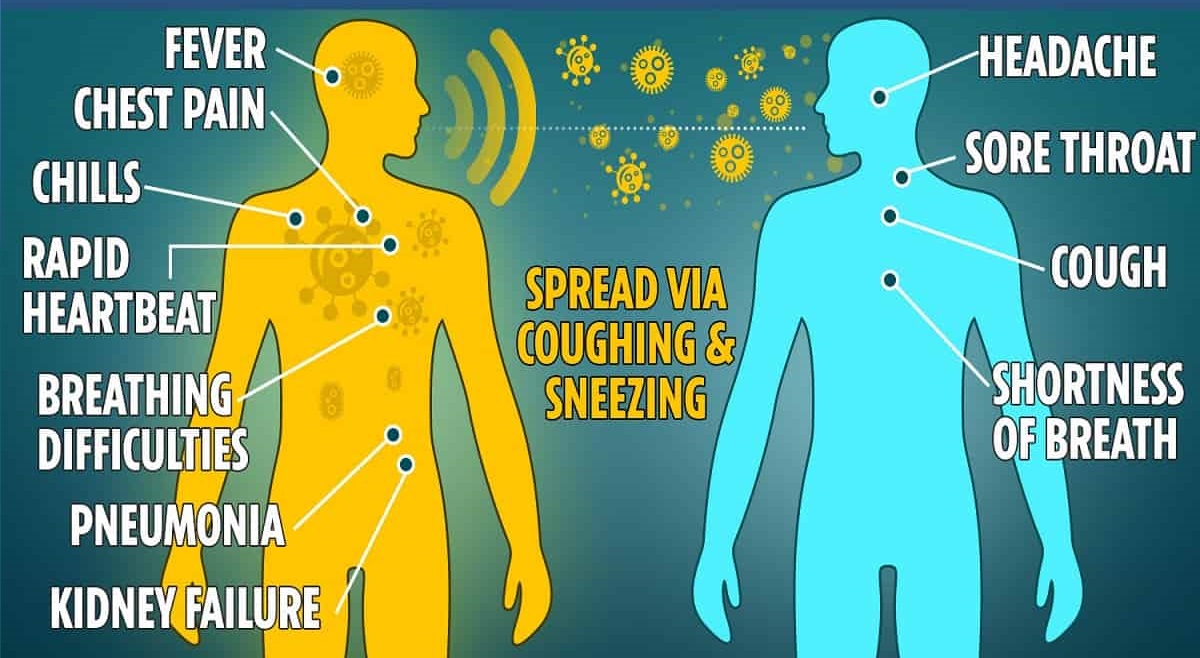 FEVER
CHEST PAIN
CHILLS
RAPID
HEARTBEAT
BREATHING
DIFFICULTIES
PNEUMONIA
KIDNEY FAILURE
SPREAD VIA
COUGHING &
SNEEZING
HEADACHE
SORE THROAT
COUGH
SHORTNESS
OF BREATH